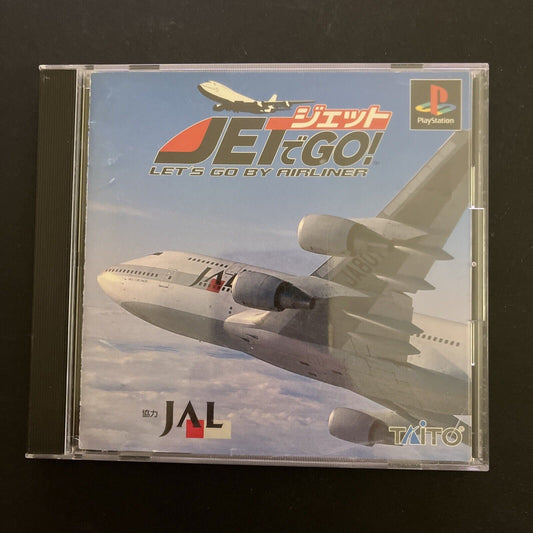 ジェット
JETでGO!
LET'S GO BY AIRLINER
PlayStation
JAL
協力 JAL
TAITO